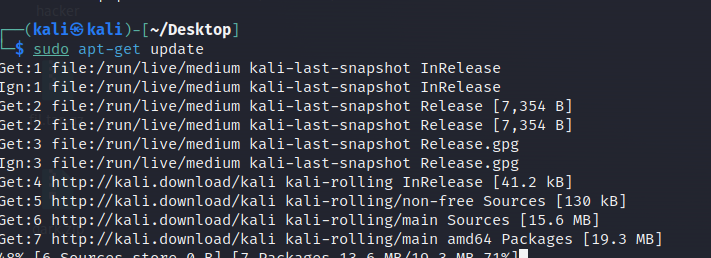 hacker
┌──(kali㉿kali)-[~/Desktop]
└─$ sudo apt-get update
Get:1 file:/run/live/medium kali-last-snapshot InRelease
Ign:1 file:/run/live/medium kali-last-snapshot InRelease
Get:2 file:/run/live/medium kali-last-snapshot Release [7,354 B]
Get:2 file:/run/live/medium kali-last-snapshot Release [7,354 B]
Get:3 file:/run/live/medium kali-last-snapshot Release.gpg
Ign:3 file:/run/live/medium kali-last-snapshot Release.gpg
Get:4 http://kali.download/kali kali-rolling InRelease [41.2 kB]
Get:5 http://kali.download/kali kali-rolling/non-free Sources [130 kB]
Get:6 http://kali.download/kali kali-rolling/main Sources [15.6 MB]
Get:7 http://kali.download/kali kali-rolling/main amd64 Packages [19.3 MB]
48% [6 Sources store 0 B] [7 Packages 13.6 MB/19.3 MB 71%]